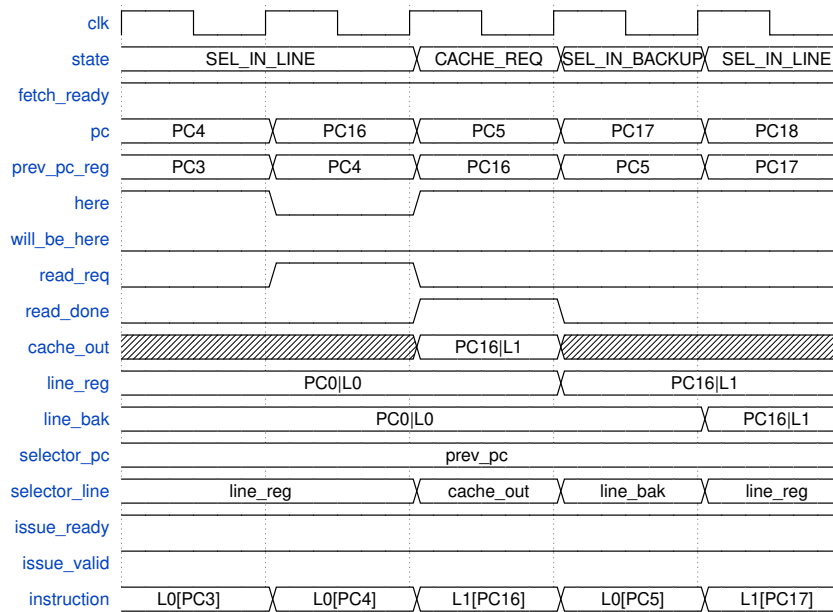 clk
state SEL_IN_LINE CACHE_REQ SEL_IN_BACKUP SEL_IN_LINE
fetch_ready
pc PC4 PC16 PC5 PC17 PC18
prev_pc_reg PC3 PC4 PC16 PC5 PC17
here
will_be_here
read_req
read_done
cache_out PC16|L1
line_reg PC0|L0 PC16|L1
line_bak PC0|L0 PC16|L1
selector_pc prev_pc
selector_line line_reg cache_out line_bak line_reg
issue_ready
issue_valid
instruction L0[PC3] L0[PC4] L1[PC16] L0[PC5] L1[PC17]